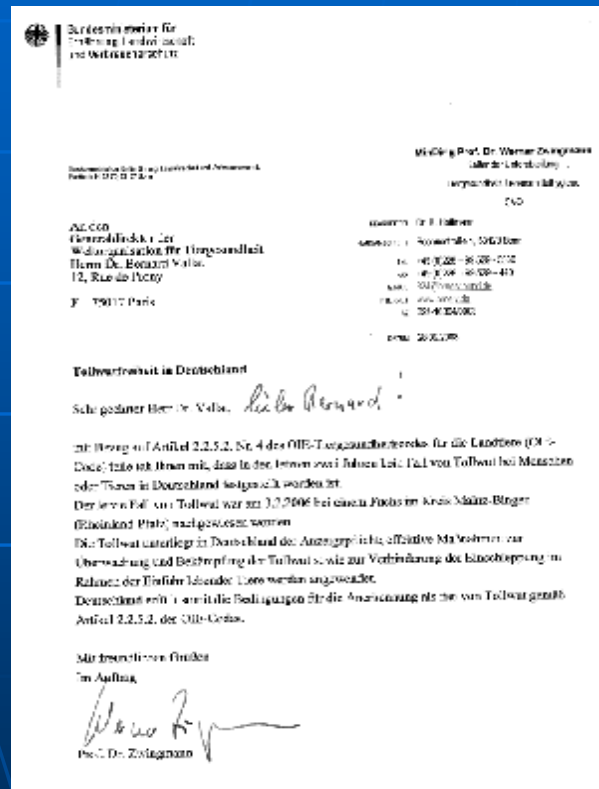 Bundesministerium für
Ernährung, Landwirtschaft
und Verbraucherschutz
MinDirig Prof. Dr. Werner Zwingmann
Leiter der Unterabteilung
An den
Generaldirektor der
Weltorganisation für Tiergesundheit
Herrn Dr. Bernard Vallat
12, Rue de Prony
F 75017 Paris
Tollwutfreiheit in Deutschland
Sehr geehrter Herr Dr. Vallat, lieber Bernard!
mit Bezug auf Artikel 2.2.5.2. Nr. 4 des OIE-Tiergesundheitscodes für die Landtiere (OIE-
Code) teile ich Ihnen mit, dass in den letzten zwei Jahren kein Fall von Tollwut bei Menschen
oder Tieren in Deutschland festgestellt worden ist.
Der letzte Fall von Tollwut war am 3.2.2006 bei einem Fuchs im Kreis Mainz-Bingen
(Rheinland-Pfalz) nachgewiesen worden.
Die Tollwut unterliegt in Deutschland der Anzeigepflicht, effektive Maßnahmen zur
Überwachung und Bekämpfung der Tollwut sowie zur Verhinderung der Einschleppung im
Rahmen der Einfuhr lebender Tiere werden angewendet.
Deutschland erfüllt somit die Bedingungen für die Anerkennung als frei von Tollwut gemäß
Artikel 2.2.5.2. des OIE-Codes.
Mit freundlichen Grüßen
Im Auftrag
Prof. Dr. Zwingmann